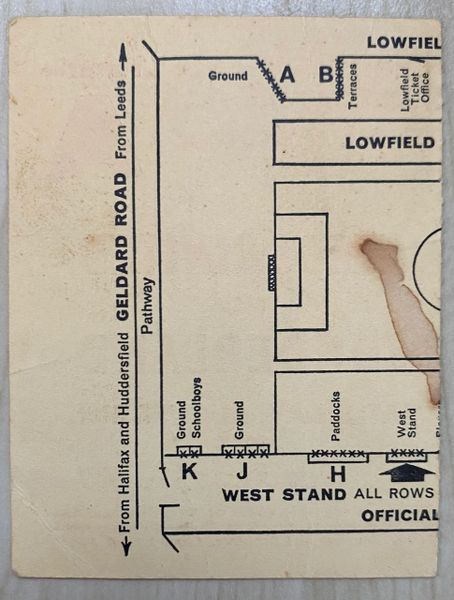 LOWFIEL
Ground
A
B
Terraces
Lowfield
Ticket
Office
LOWFIELD
From Halifax and Huddersfield GELDARD ROAD From Leeds
Pathway
Ground
Schoolboys
Ground
Paddocks
West
Stand
K
J
H
WEST STAND ALL ROWS
OFFICIAL